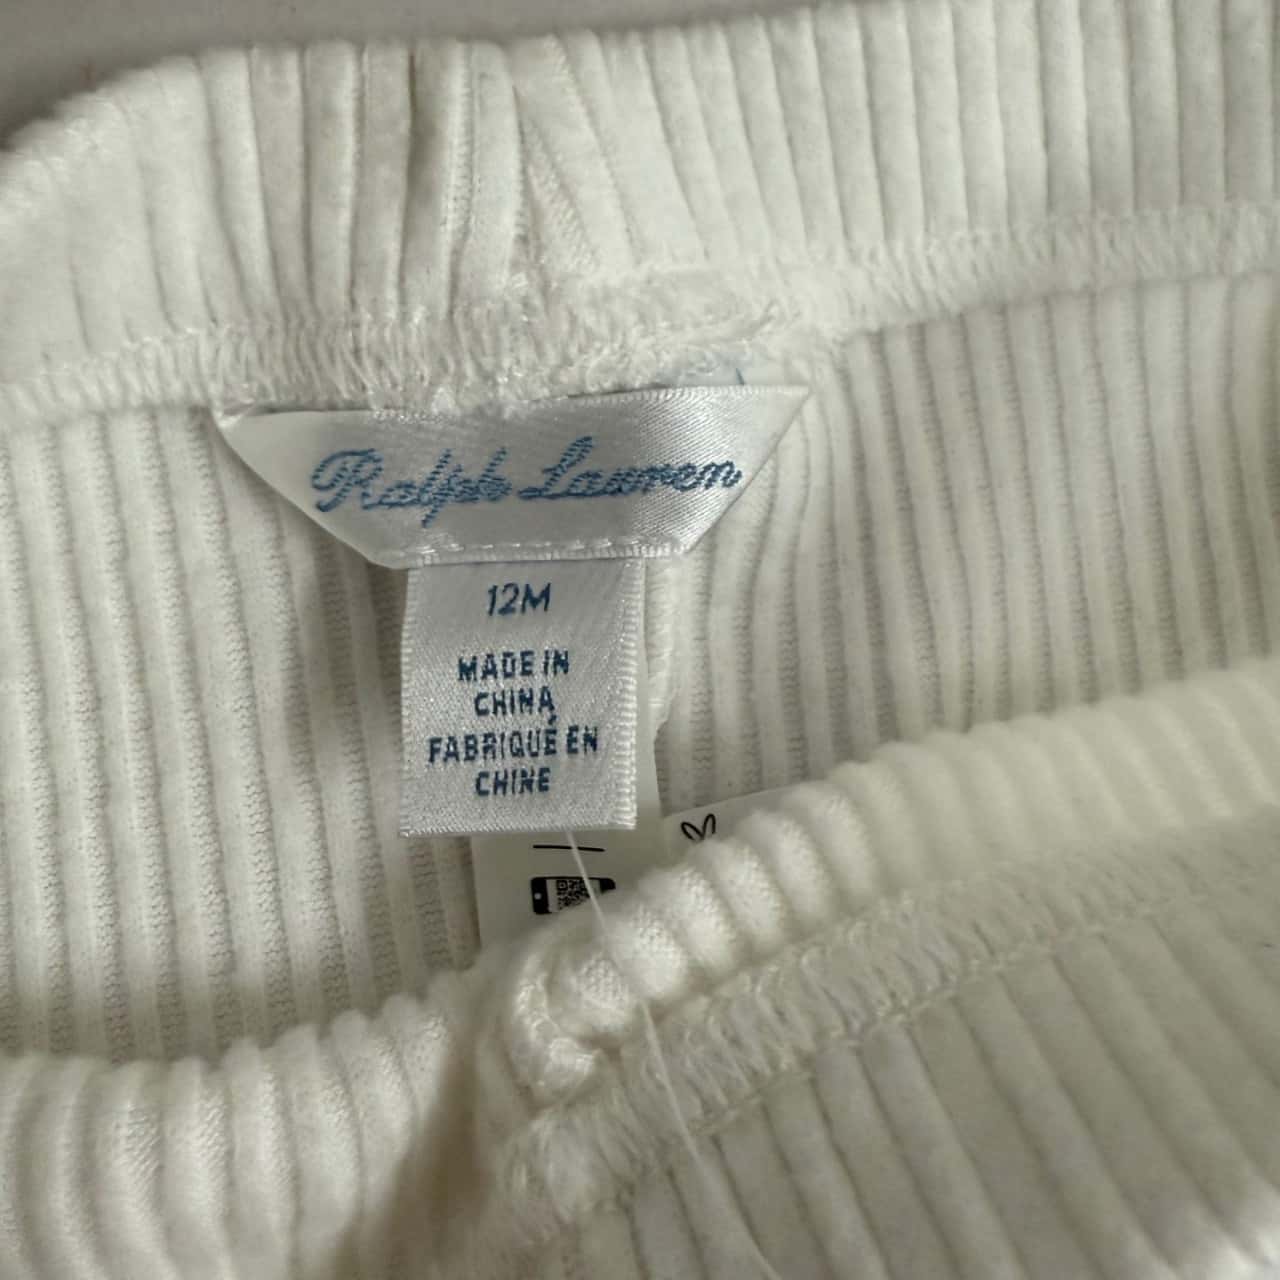 Ralph Lauren
12M
MADE IN
CHINA
FABRIQUÉ EN
CHINE